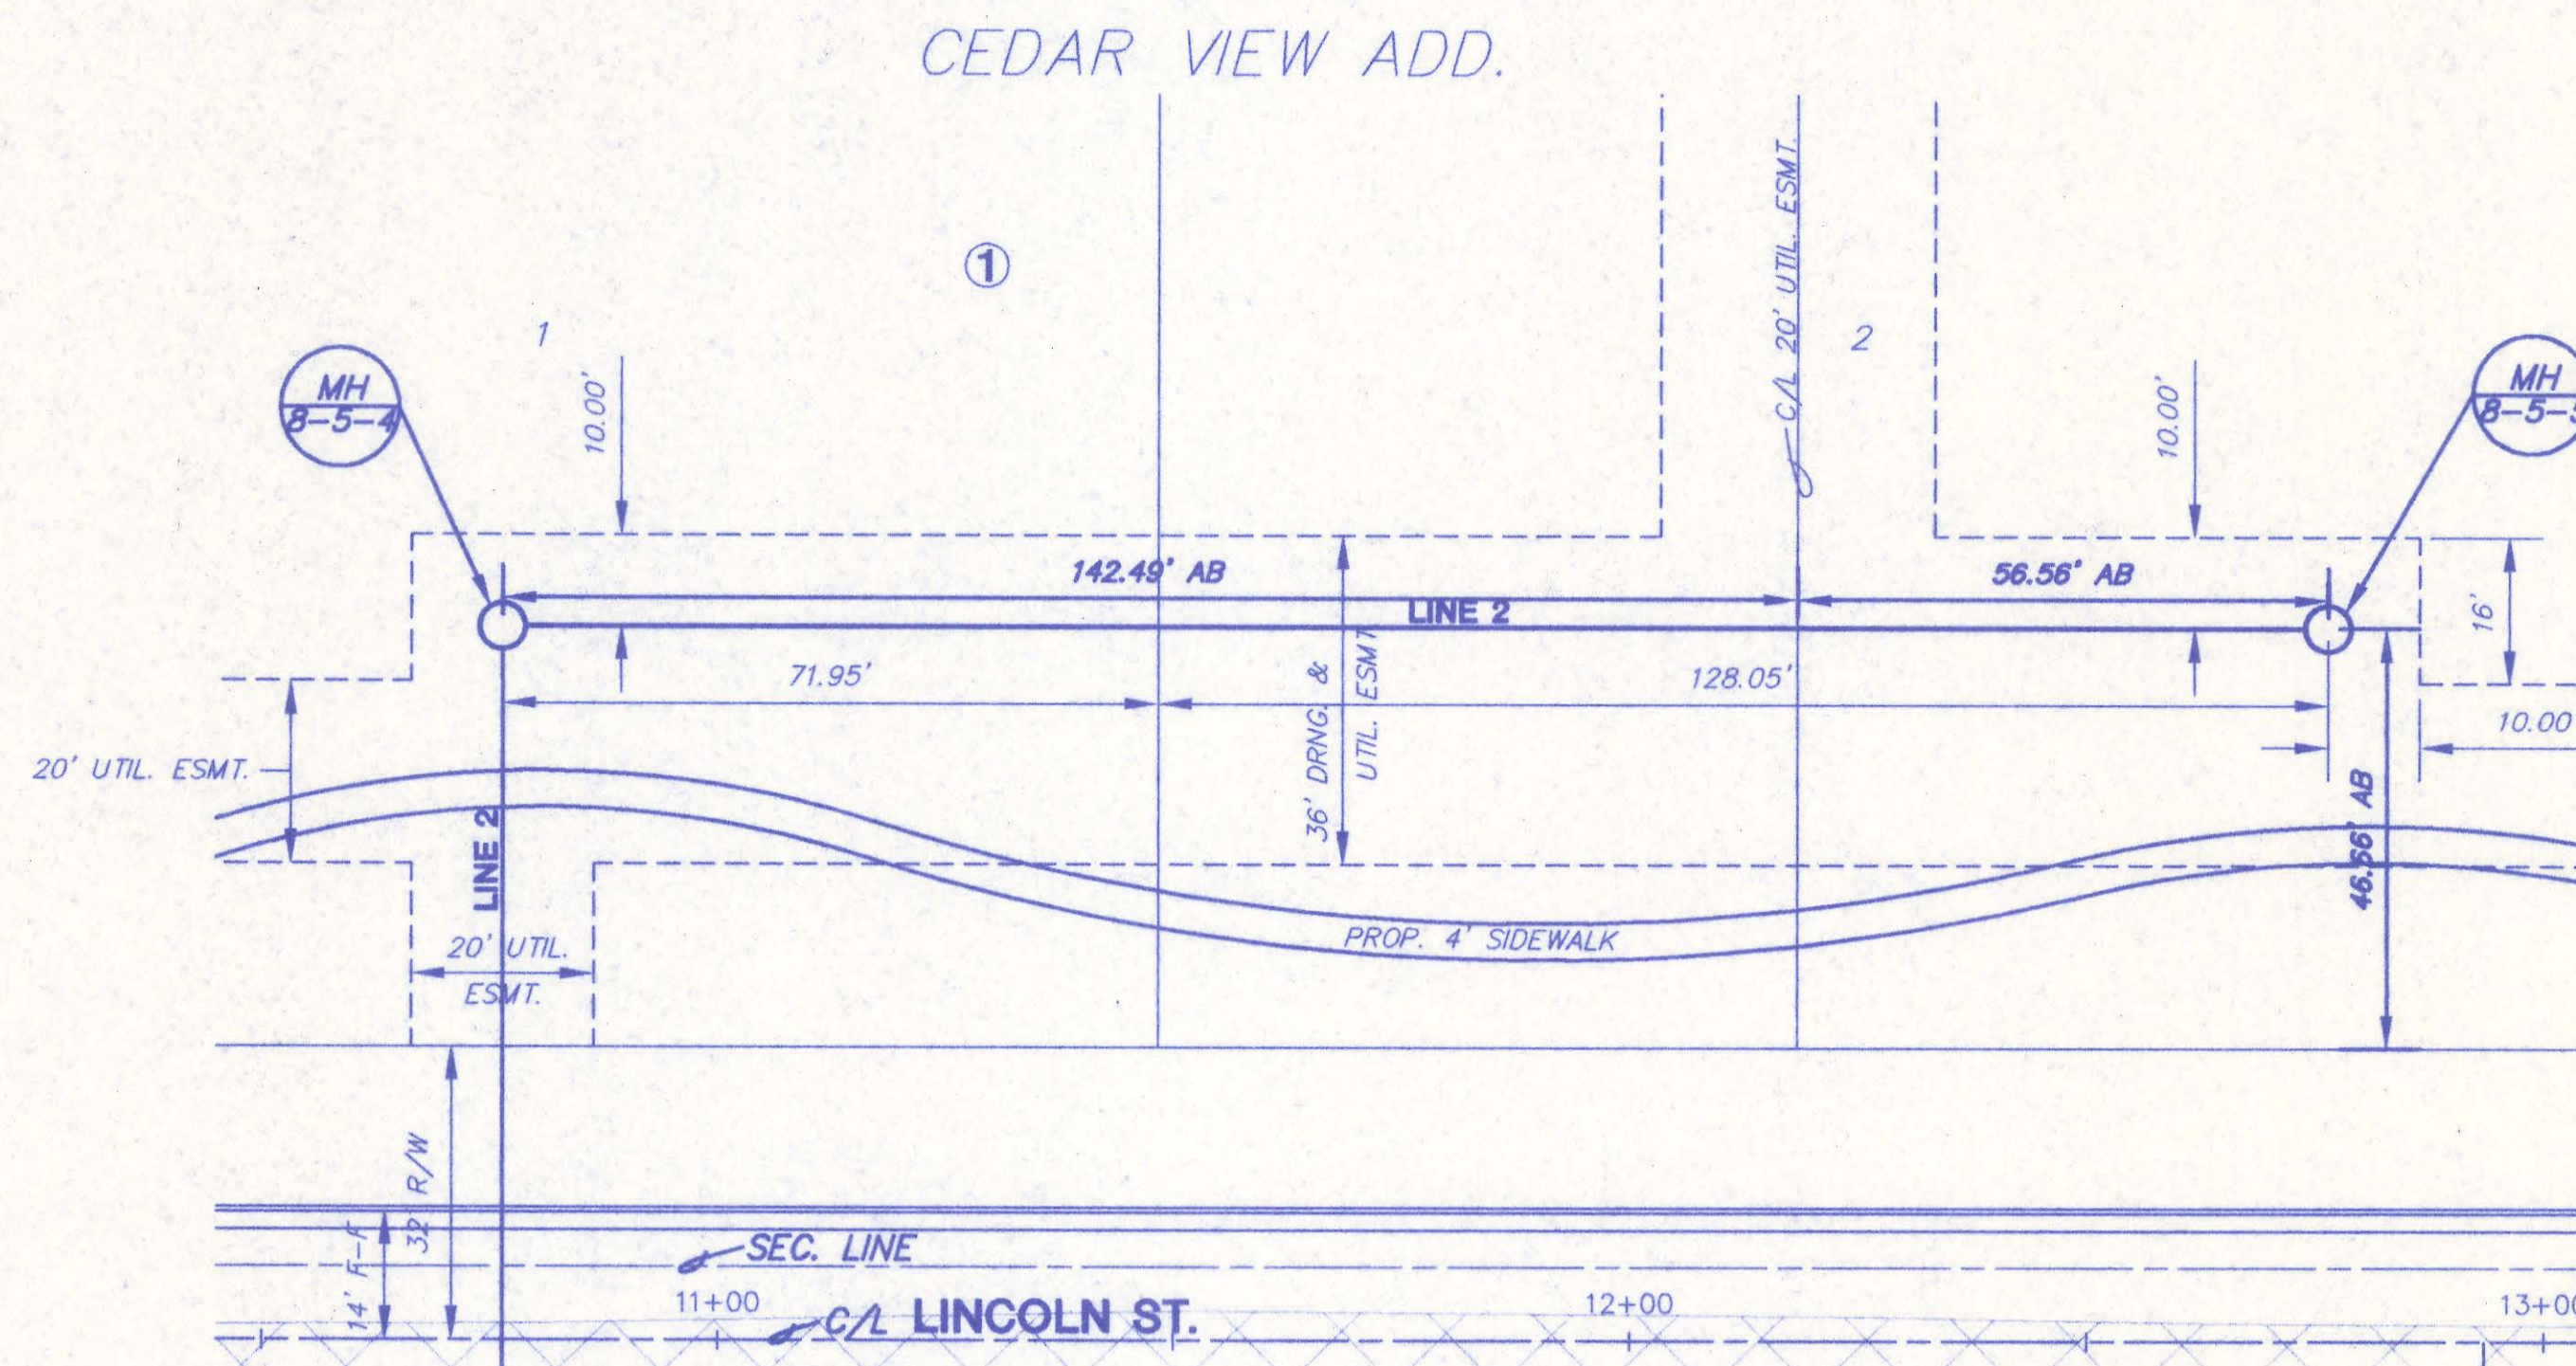 CEDAR VIEW ADD.
C/L 20' UTIL. ESMT.
1
1
2
MH
8-5-4
MH
10.00'
10.00'
142.49' AB
56.56' AB
LINE 2
16'
71.95'
128.05'
36' DRNG. &
UTIL. ESMT
10.00
20' UTIL. ESMT.
46.66' AB
LINE 2
PROP. 4' SIDEWALK
20' UTIL.
ESMT.
32' R/W
14' F-F
SEC. LINE
11+00
12+00
C/L LINCOLN ST.